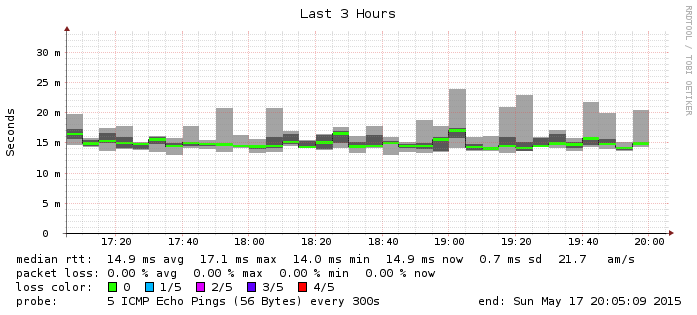 Last 3 Hours
RRDTOOL / TOBI OETIKER
Seconds
30 m
25 m
20 m
15 m
10 m
5 m
0
17:20 17:40 18:00 18:20 18:40 19:00 19:20 19:40 20:00
median rtt: 14.9 ms avg 17.1 ms max 14.0 ms min 14.9 ms now 0.7 ms sd 21.7 am/s
packet loss: 0.00 % avg 0.00 % max 0.00 % min 0.00 % now
loss color: 0 1/5 2/5 3/5 4/5
probe: 5 ICMP Echo Pings (56 Bytes) every 300s end: Sun May 17 20:05:09 2015